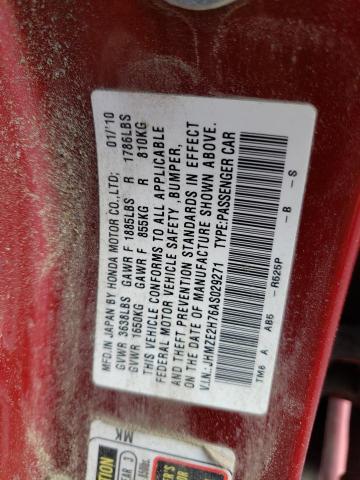 MFD. IN JAPAN BY HONDA MOTOR CO.,LTD; 01/'10
GVWR 3638LBS GAWR F 1885LBS R 1786LBS
GVWR 1650KG GAWR F 855KG R 810KG
THIS VEHICLE CONFORMS TO ALL APPLICABLE
FEDERAL MOTOR VEHICLE SAFETY ,BUMPER,
AND THEFT PREVENTION STANDARDS IN EFFECT
ON THE DATE OF MANUFACTURE SHOWN ABOVE.
V.I.N.:JHMZE2H76AS029271 TYPE:PASSENGER CAR
TM6 A AB5 -R525P -B -S
MK